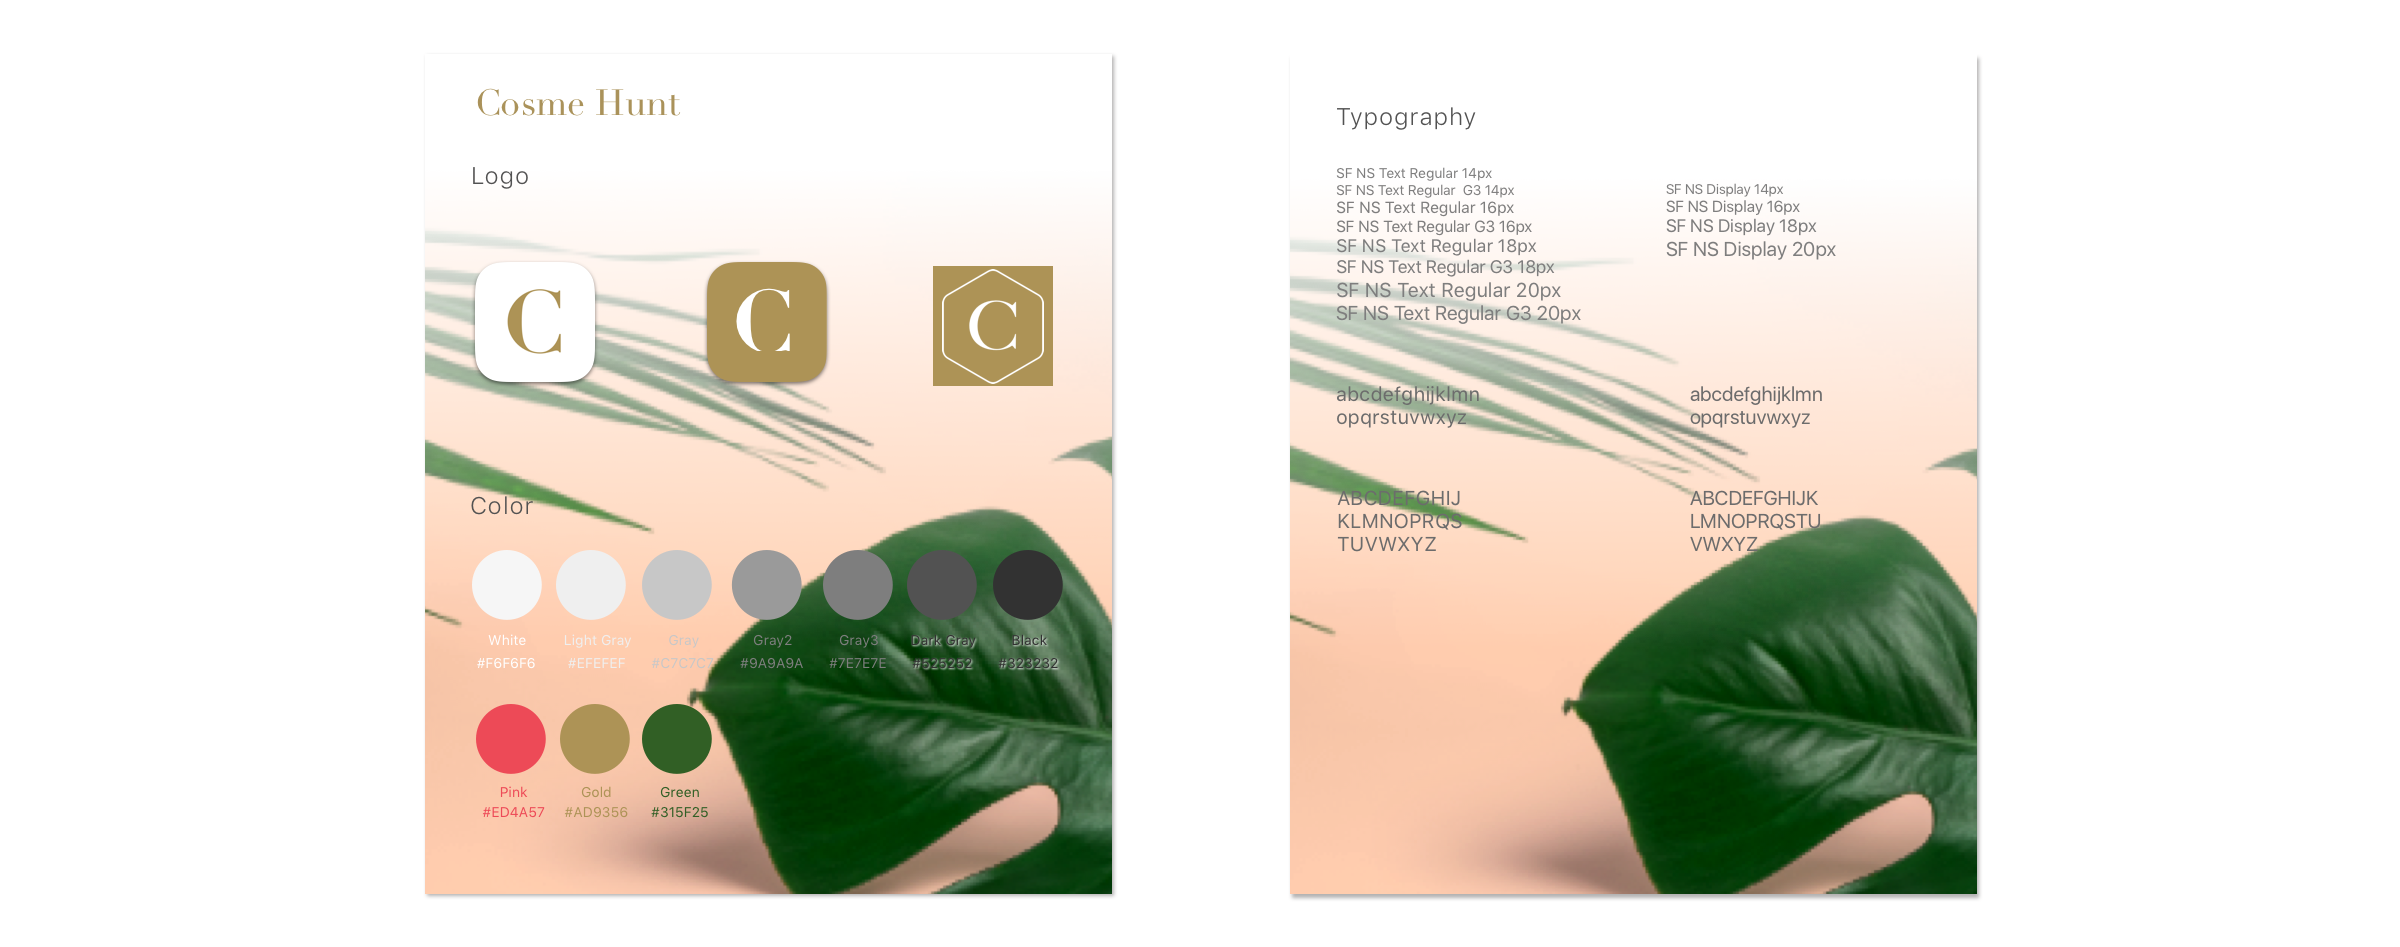 Cosme Hunt
Logo
C
C
C
Color
White
#F6F6F6
Light Gray
#EFEFEF
Gray
#C7C7C7
Gray2
#9A9A9A
Gray3
#7E7E7E
Dark Gray
#525252
Black
#323232
Pink
#ED4A57
Gold
#AD9356
Green
#315F25
Typography
SF NS Text Regular 14px
SF NS Text Regular  G3 14px
SF NS Text Regular 16px
SF NS Text Regular G3 16px
SF NS Text Regular 18px
SF NS Text Regular G3 18px
SF NS Text Regular 20px
SF NS Text Regular G3 20px
SF NS Display 14px
SF NS Display 16px
SF NS Display 18px
SF NS Display 20px
abcdefghijklmn
opqrstuvwxyz
abcdefghijklmn
opqrstuvwxyz
ABCDEFGHIJ
KLMNOPRQS
TUVWXYZ
ABCDEFGHIJK
LMNOPRQSTU
VWXYZ